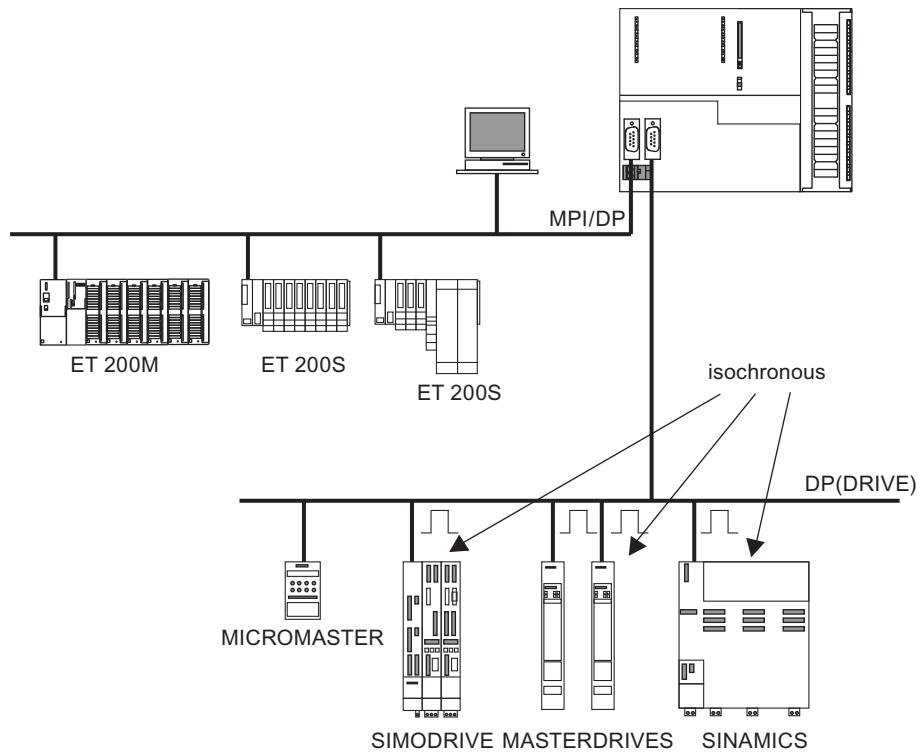 MPI/DP
ET 200M
ET 200S
ET 200S
isochronous
DP(DRIVE)
MICROMASTER
SIMODRIVE
MASTERDRIVES
SINAMICS